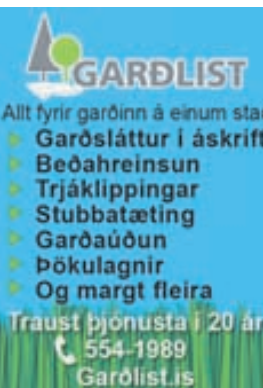 GARÐLIST
Allt fyrir garðinn á einum stað
Garðsláttur í áskrift
Beðahreinsun
Trjáklippingar
Stubbatæting
Garðaúðun
Þökulagnir
Og margt fleira
Traust þjónusta í 20 ár
554-1989
Garðlist.is